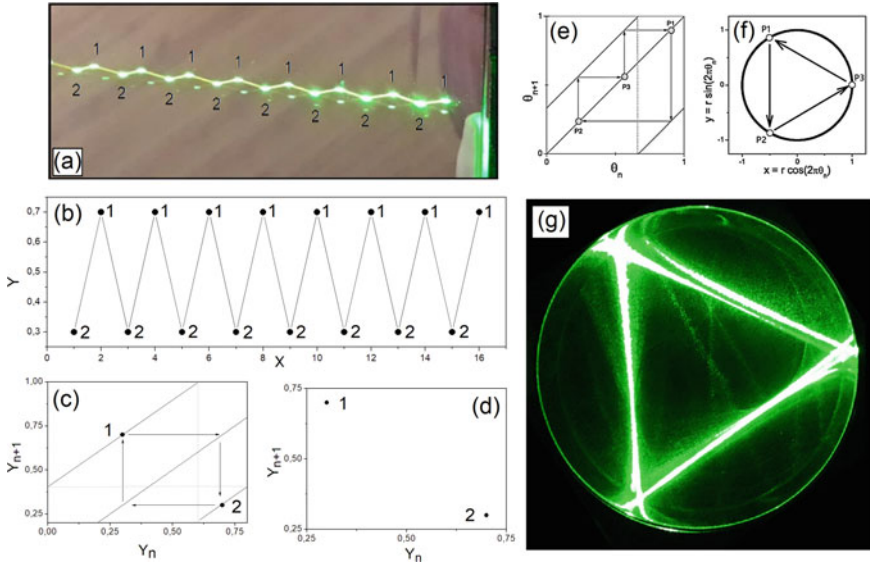 (a)
1 1 1 1 1 1 1 1
2 2 2 2 2 2 2 2
(b)
0,7
0,6
0,5
0,4
0,3
Y
1 1 1 1 1 1 1 1
2 2 2 2 2 2 2 2
0 2 4 6 8 10 12 14 16
X
(c)
1,00
0,75
0,50
0,25
Yn+1
1
2
0,00 0,25 0,50 0,75
Yn
(d)
0,75
0,50
0,25
Yn+1
1
2
0,25 0,50 0,75
Yn
(e)
1
0
θn+1
P1
P3
P2
0 1
θn
(f)
1
0
-1
y = r sin(2πθn)
P1
P3
P2
-1 0 1
x = r cos(2πθn)
(g)